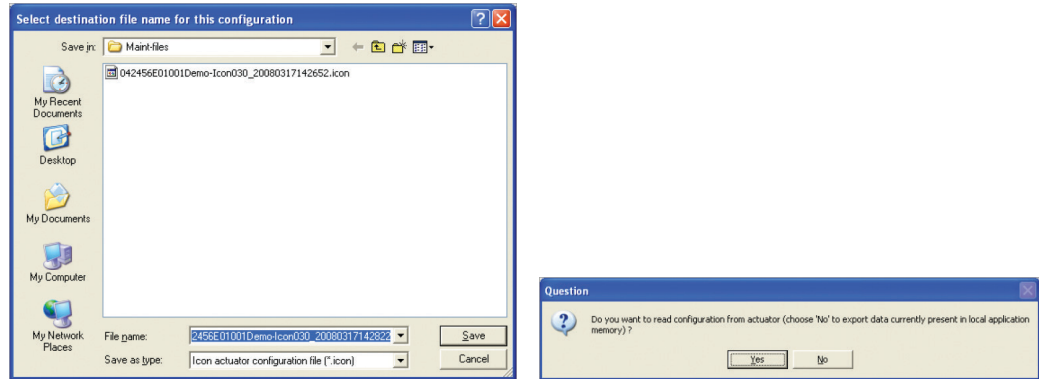 Select destination file name for this configuration
Save in:
Maint-files
042456E01001Demo-Icon030_20080317142652.icon
My Recent
Documents
Desktop
My Documents
My Computer
My Network
Places
File name:
2456E01001Demo-Icon030_20080317142822
Save
Save as type:
Icon actuator configuration file (*.icon)
Cancel
Question
Do you want to read configuration from actuator (choose 'No' to export data currently present in local application
memory) ?
Yes
No